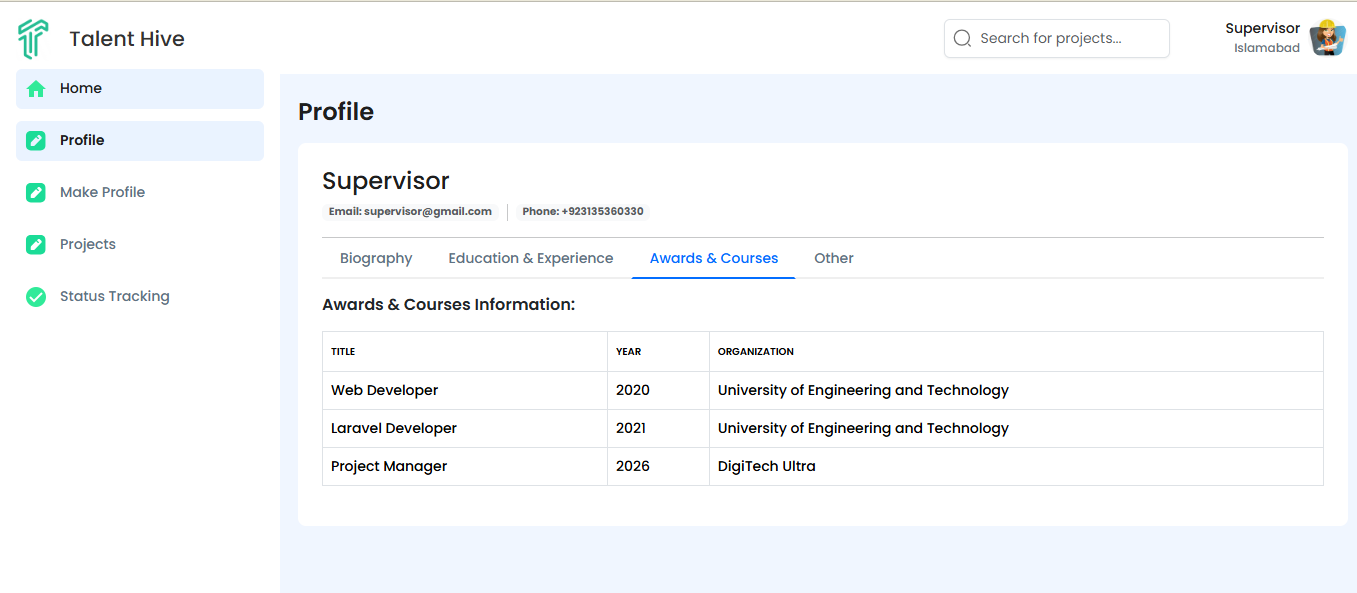 Talent Hive
Search for projects...
Supervisor
Islamabad
Home
Profile
Make Profile
Projects
Status Tracking
Profile
Supervisor
Email: supervisor@gmail.com Phone: +923135360330
Biography Education & Experience Awards & Courses Other
Awards & Courses Information:
TITLE YEAR ORGANIZATION
Web Developer 2020 University of Engineering and Technology
Laravel Developer 2021 University of Engineering and Technology
Project Manager 2026 DigiTech Ultra